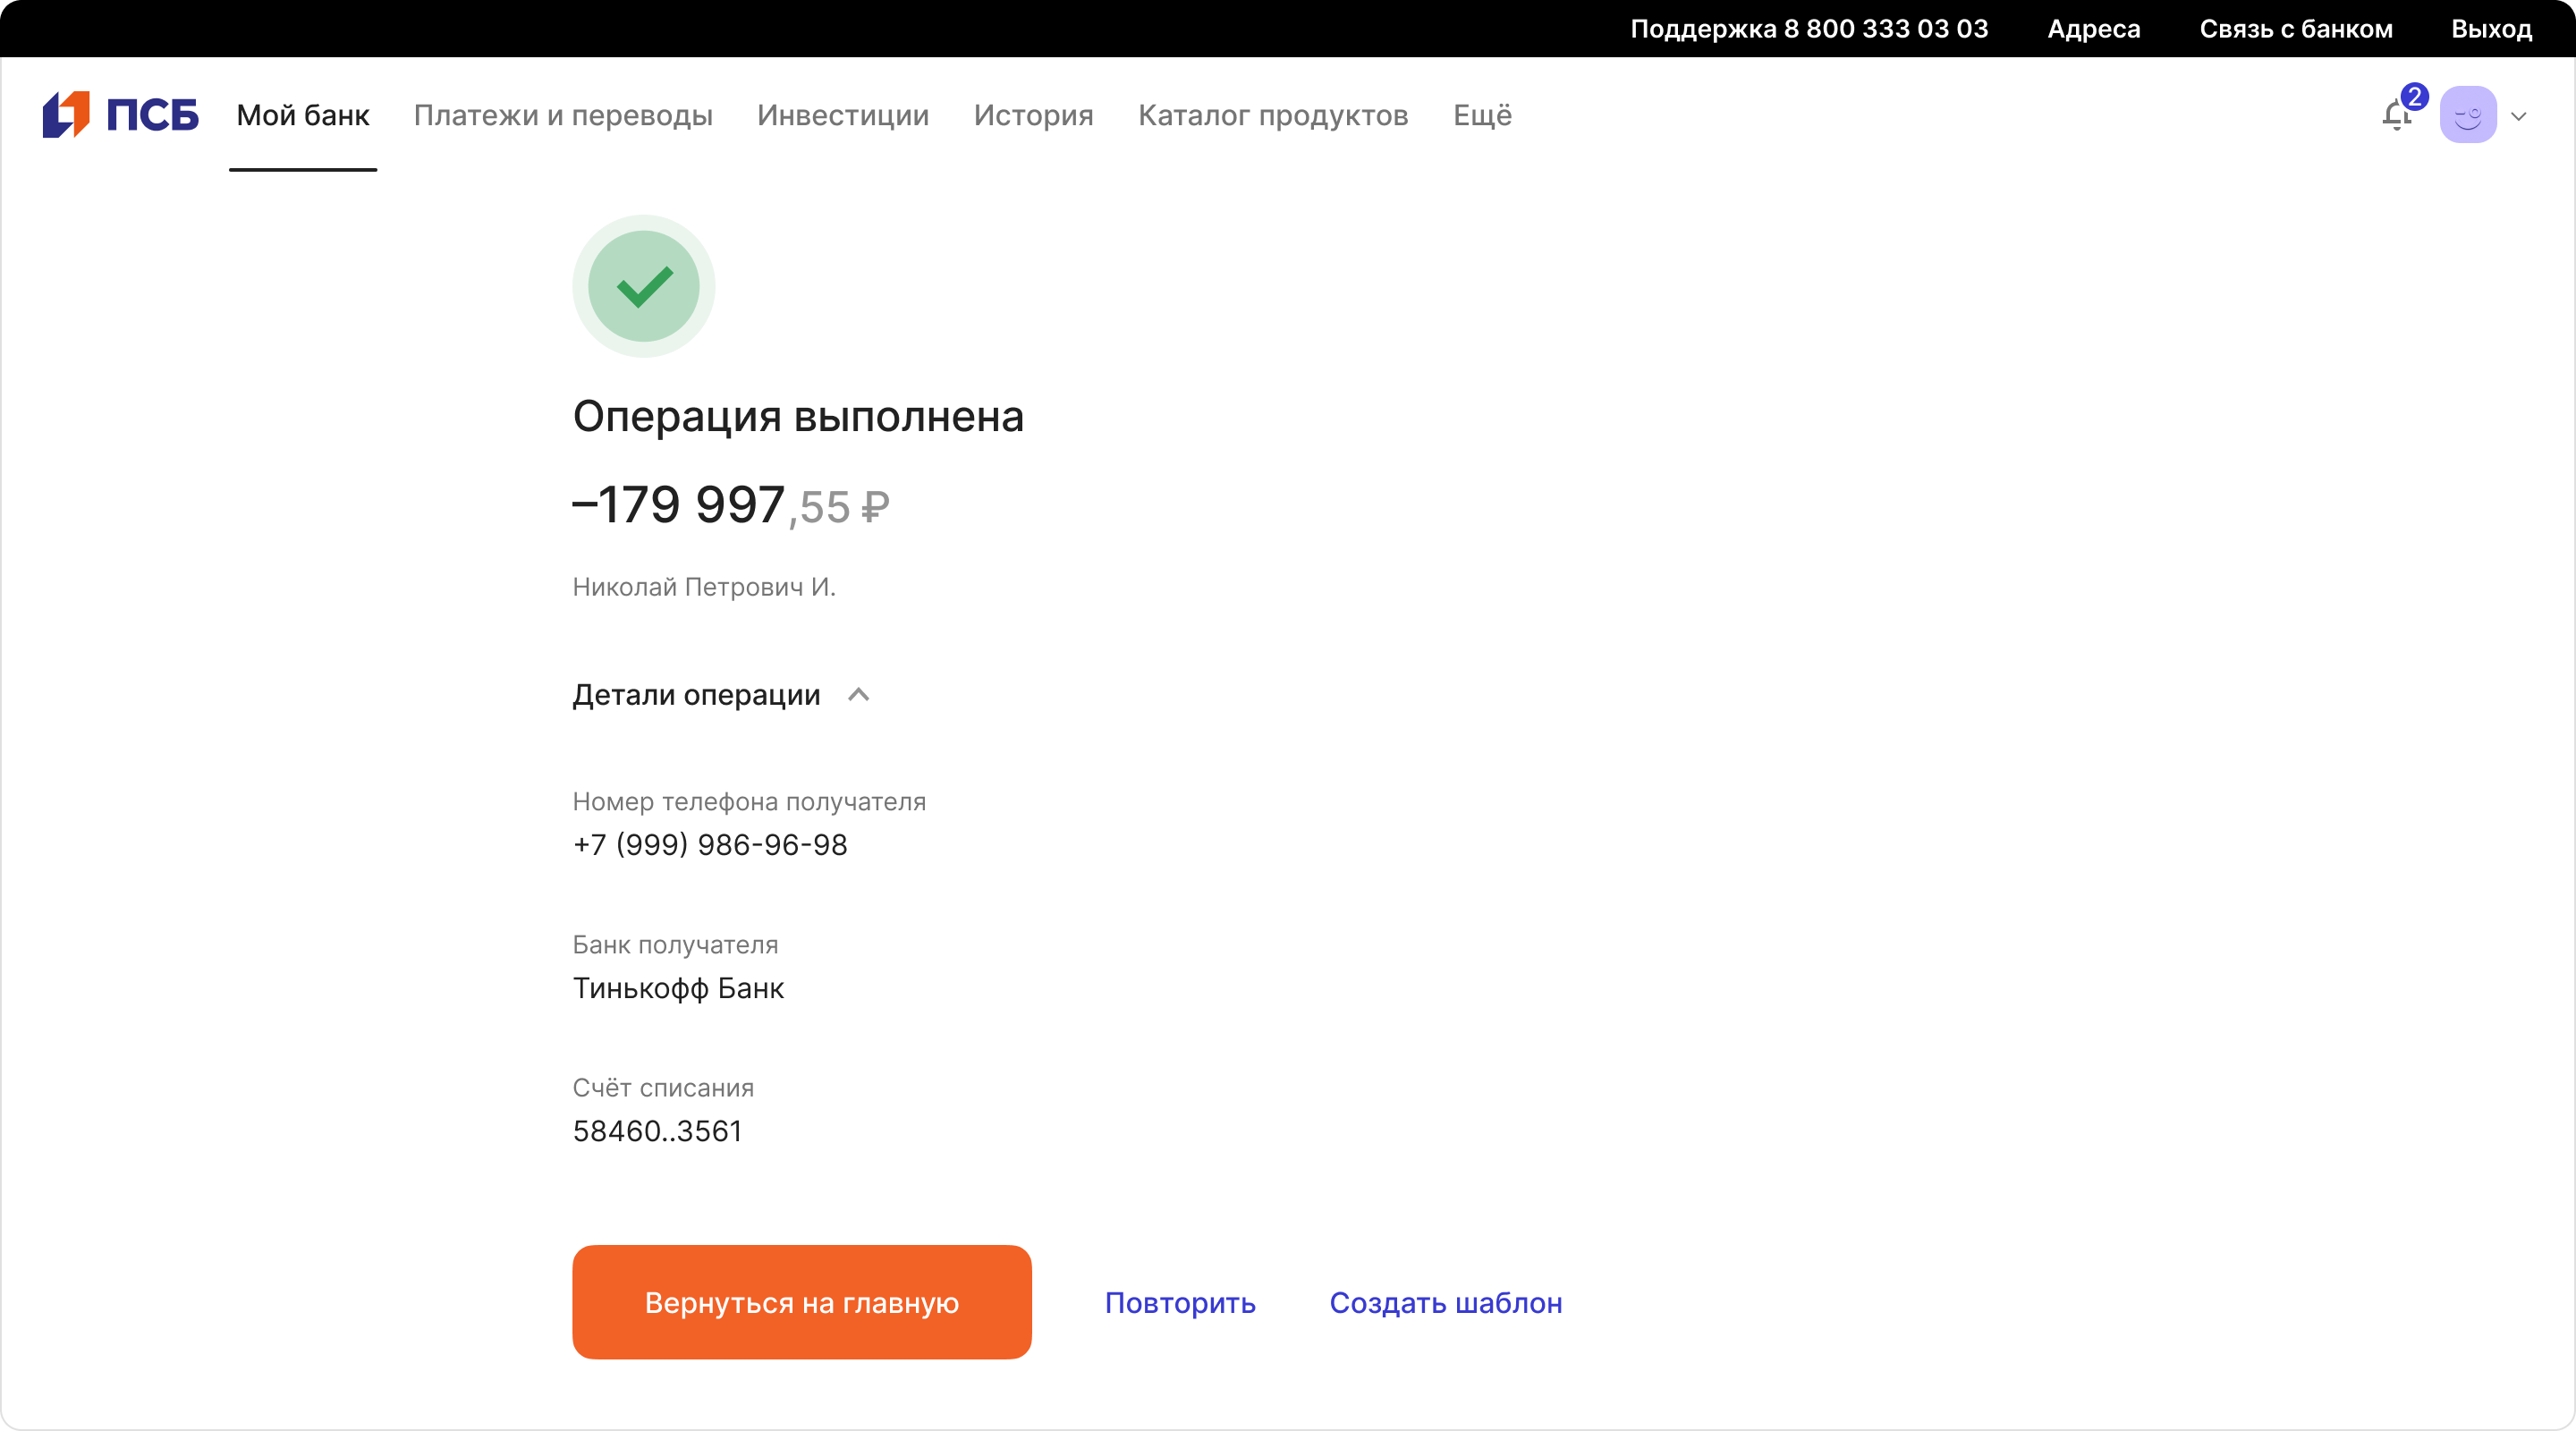 Поддержка 8 800 333 03 03 Адреса Связь с банком Выход
ПСБ Мой банк Платежи и переводы Инвестиции История Каталог продуктов Ещё 2
Операция выполнена
–179 997,55 ₽
Николай Петрович И.
Детали операции
Номер телефона получателя
+7 (999) 986-96-98
Банк получателя
Тинькофф Банк
Счёт списания
58460..3561
Вернуться на главную Повторить Создать шаблон